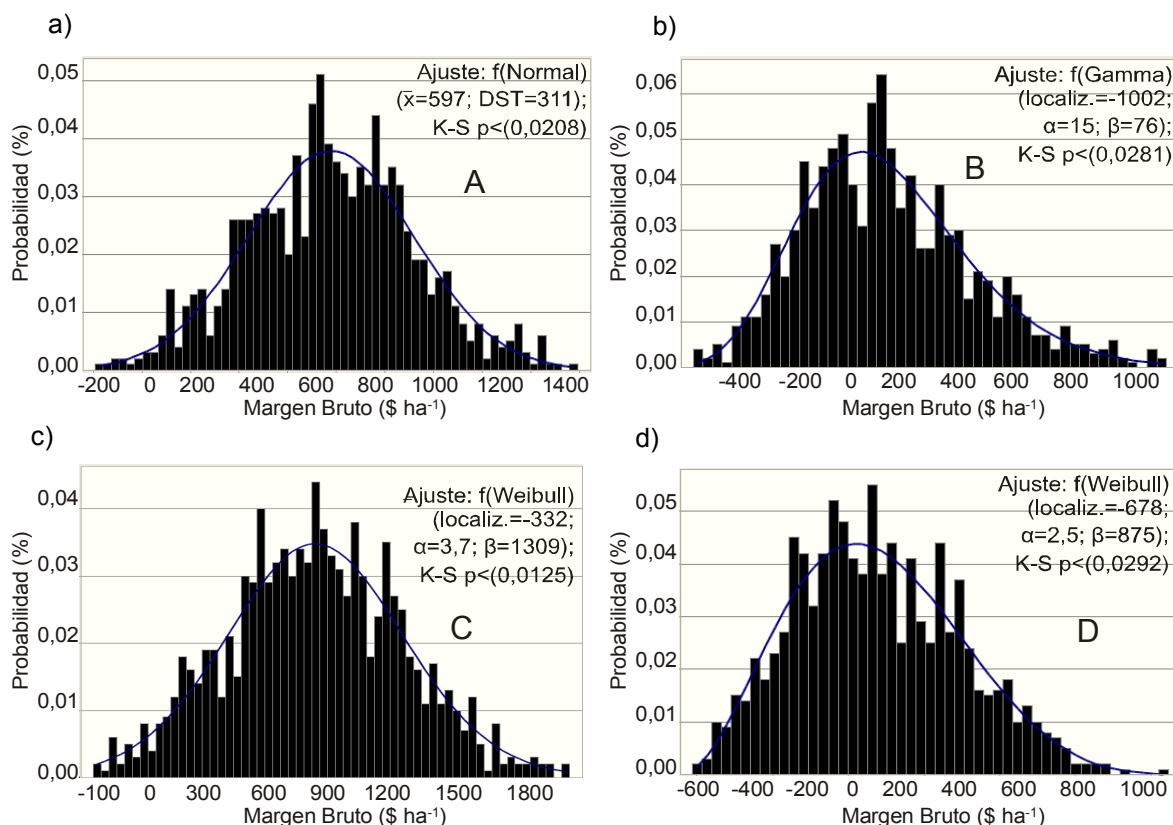 a)
Probabilidad (%)
0,05
0,04
0,03
0,02
0,01
0,00
Ajuste: f(Normal)
(x̄=597; DST=311);
K-S p<(0,0208)
A
-200 0 200 400 600 800 1000 1200 1400
Margen Bruto ($ ha⁻¹)
b)
Probabilidad (%)
0,06
0,05
0,04
0,03
0,02
0,01
0,00
Ajuste: f(Gamma)
(localiz.=-1002;
α=15; β=76);
K-S p<(0,0281)
B
-400 -200 0 200 400 600 800 1000
Margen Bruto ($ ha⁻¹)
c)
Probabilidad (%)
0,04
0,03
0,02
0,01
0,00
Ajuste: f(Weibull)
(localiz.=-332;
α=3,7; β=1309);
K-S p<(0,0125)
C
-100 0 300 600 900 1200 1500 1800
Margen Bruto ($ ha⁻¹)
d)
Probabilidad (%)
0,05
0,04
0,03
0,02
0,01
0,00
Ajuste: f(Weibull)
(localiz.=-678;
α=2,5; β=875);
K-S p<(0,0292)
D
-600 -400 -200 0 200 400 600 800 1000
Margen Bruto ($ ha⁻¹)